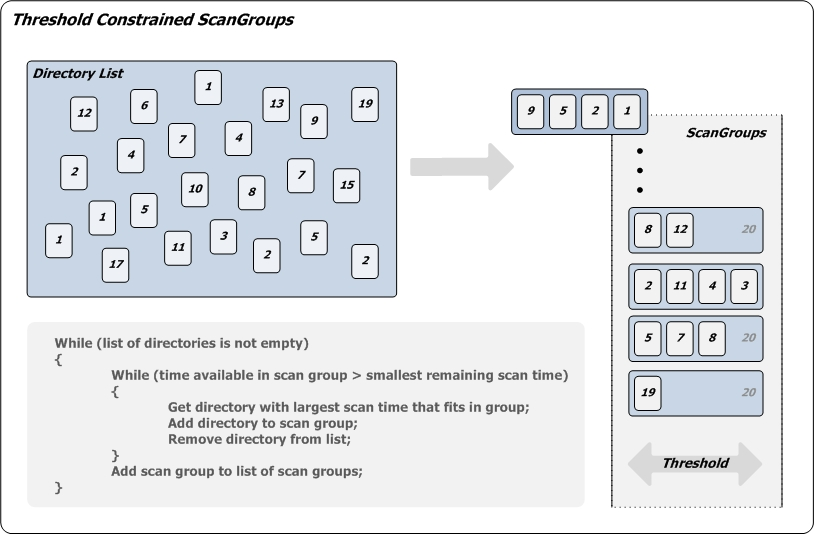 Threshold Constrained ScanGroups
Directory List
1
12
6
13
19
9
7
4
4
2
7
10
8
15
5
1
1
3
5
11
2
17
2
9 5 2 1
ScanGroups
8 12 20
2 11 4 3
5 7 8 20
19 20
Threshold
While (list of directories is not empty)
{
While (time available in scan group > smallest remaining scan time)
{
Get directory with largest scan time that fits in group;
Add directory to scan group;
Remove directory from list;
}
Add scan group to list of scan groups;
}